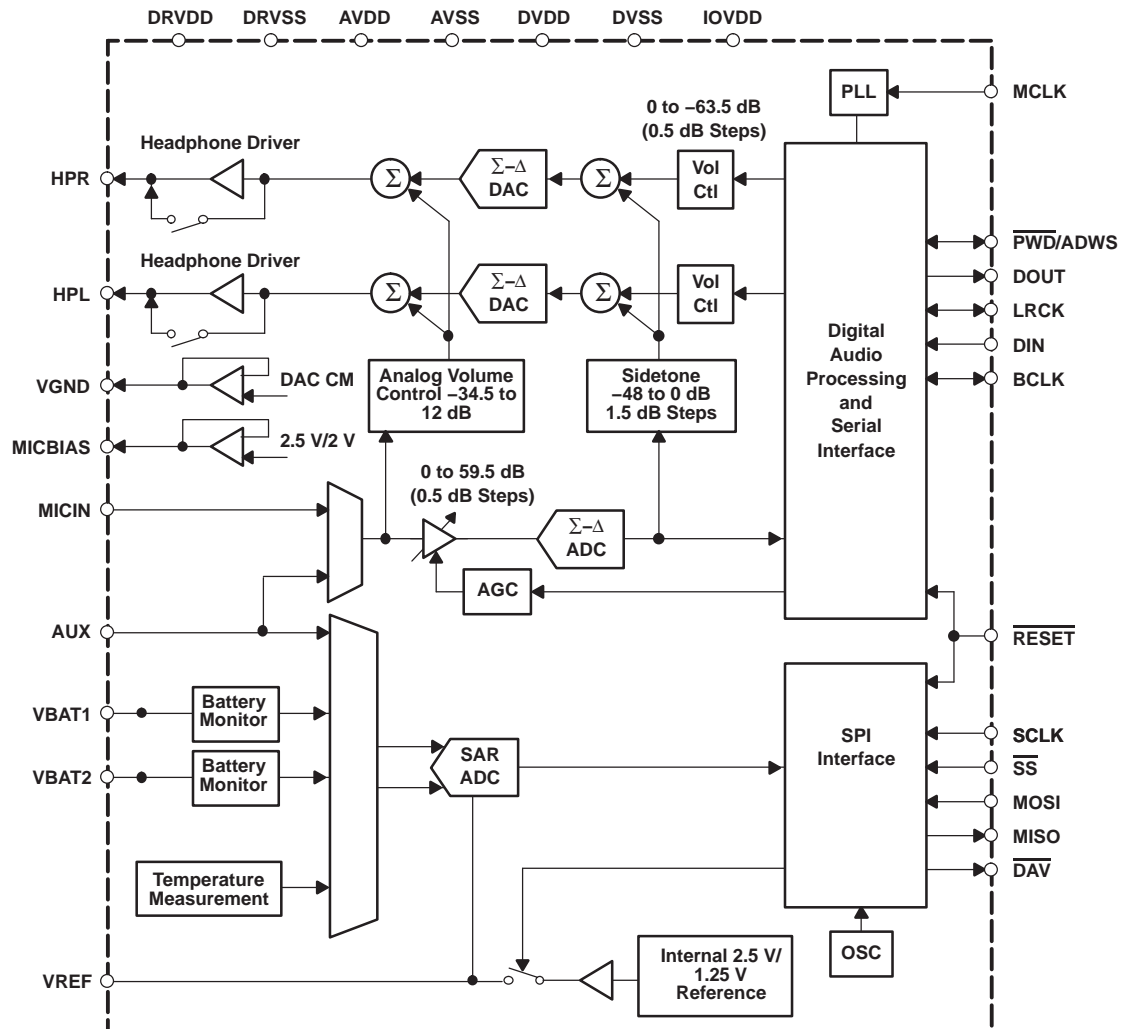 DRVDD DRVSS AVDD AVSS DVDD DVSS IOVDD
PLL
MCLK
0 to −63.5 dB
(0.5 dB Steps)
Headphone Driver
HPR
Σ
Σ−Δ
DAC
Σ
Vol
Ctl
PWD/ADWS
DOUT
LRCK
DIN
BCLK
Headphone Driver
HPL
Σ
Σ−Δ
DAC
Σ
Vol
Ctl
Digital
Audio
Processing
and
Serial
Interface
VGND
DAC CM
Analog Volume
Control −34.5 to
12 dB
Sidetone
−48 to 0 dB
1.5 dB Steps
MICBIAS
2.5 V/2 V
0 to 59.5 dB
(0.5 dB Steps)
MICIN
Σ−Δ
ADC
AGC
AUX
RESET
VBAT1
Battery
Monitor
VBAT2
Battery
Monitor
SAR
ADC
SPI
Interface
SCLK
SS
MOSI
MISO
DAV
Temperature
Measurement
OSC
VREF
Internal 2.5 V/
1.25 V
Reference